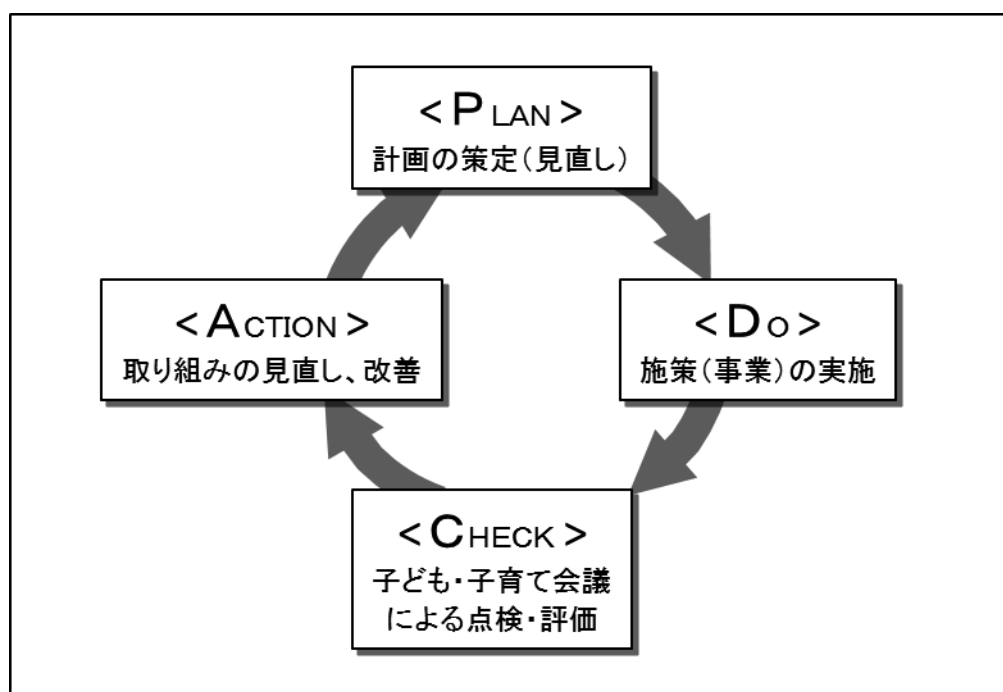 ＜PLAN＞
計画の策定（見直し）
＜ACTION＞
取り組みの見直し、改善
＜DO＞
施策（事業）の実施
＜CHECK＞
子ども・子育て会議
による点検・評価